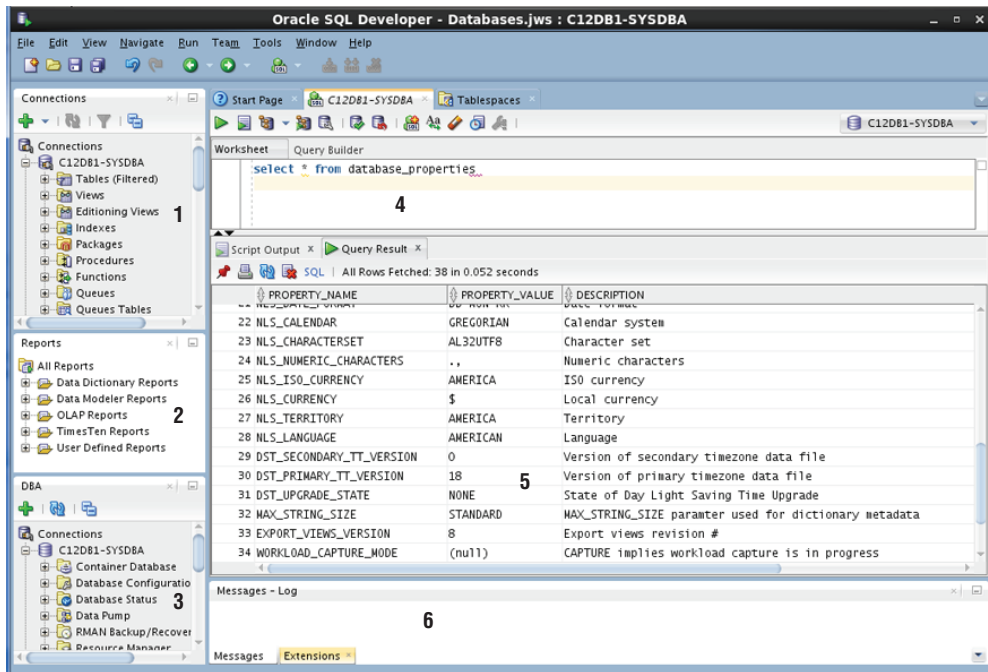 Oracle SQL Developer - Databases.jws : C12DB1-SYSDBA
File Edit View Navigate Run Team Tools Window Help
Connections
Connections
C12DB1-SYSDBA
Tables (Filtered)
Views
Editioning Views
1
Indexes
Packages
Procedures
Functions
Queues
Queues Tables
Reports
All Reports
Data Dictionary Reports
Data Modeler Reports
OLAP Reports
2
TimesTen Reports
User Defined Reports
DBA
Connections
C12DB1-SYSDBA
Container Database
Database Configuratio
Database Status
3
Data Pump
RMAN Backup/Recover
Resource Manager
Start Page C12DB1-SYSDBA Tablespaces
C12DB1-SYSDBA
Worksheet Query Builder
select * from database_properties
4
Script Output Query Result
SQL All Rows Fetched: 38 in 0.052 seconds
PROPERTY_NAME PROPERTY_VALUE DESCRIPTION
21 NLS_DATE_FORMAT DD-MON-RR Date format
22 NLS_CALENDAR GREGORIAN Calendar system
23 NLS_CHARACTERSET AL32UTF8 Character set
24 NLS_NUMERIC_CHARACTERS ., Numeric characters
25 NLS_ISO_CURRENCY AMERICA ISO currency
26 NLS_CURRENCY $ Local currency
27 NLS_TERRITORY AMERICA Territory
28 NLS_LANGUAGE AMERICAN Language
29 DST_SECONDARY_TT_VERSION 0 Version of secondary timezone data file
30 DST_PRIMARY_TT_VERSION 18 Version of primary timezone data file
5
31 DST_UPGRADE_STATE NONE State of Day Light Saving Time Upgrade
32 MAX_STRING_SIZE STANDARD MAX_STRING_SIZE paramter used for dictionary metadata
33 EXPORT_VIEWS_VERSION 8 Export views revision #
34 WORKLOAD_CAPTURE_MODE (null) CAPTURE implies workload capture is in progress
Messages - Log
6
Messages Extensions